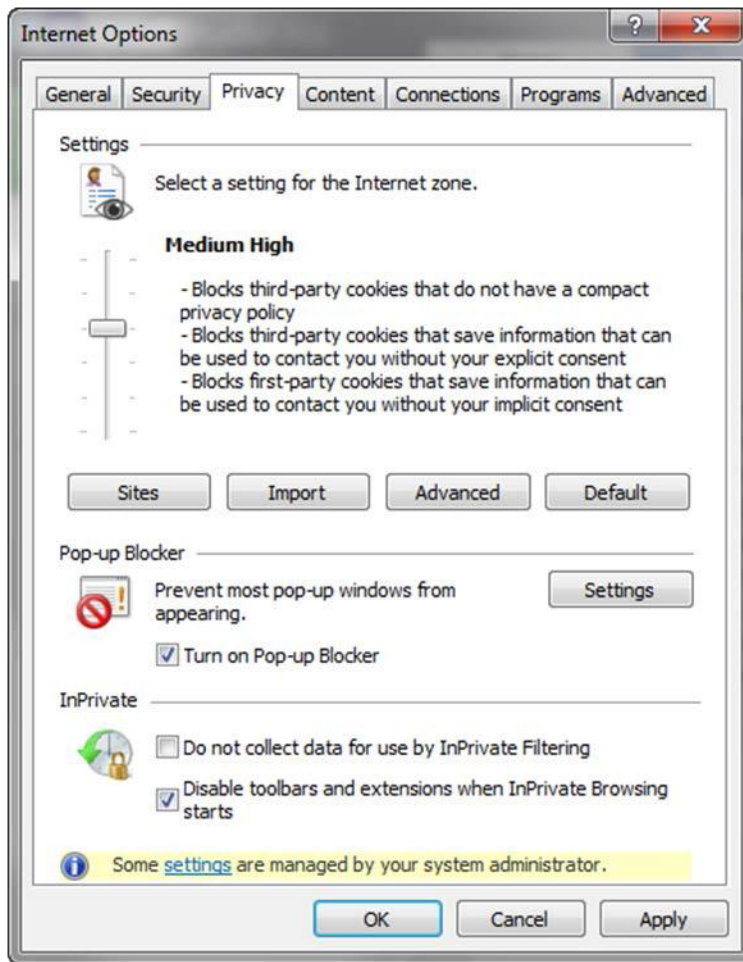 Internet Options
General Security Privacy Content Connections Programs Advanced
Settings
Select a setting for the Internet zone.
Medium High
- Blocks third-party cookies that do not have a compact
privacy policy
- Blocks third-party cookies that save information that can
be used to contact you without your explicit consent
- Blocks first-party cookies that save information that can
be used to contact you without your implicit consent
Sites Import Advanced Default
Pop-up Blocker
Prevent most pop-up windows from
appearing.
Settings
Turn on Pop-up Blocker
InPrivate
Do not collect data for use by InPrivate Filtering
Disable toolbars and extensions when InPrivate Browsing
starts
Some settings are managed by your system administrator.
OK Cancel Apply